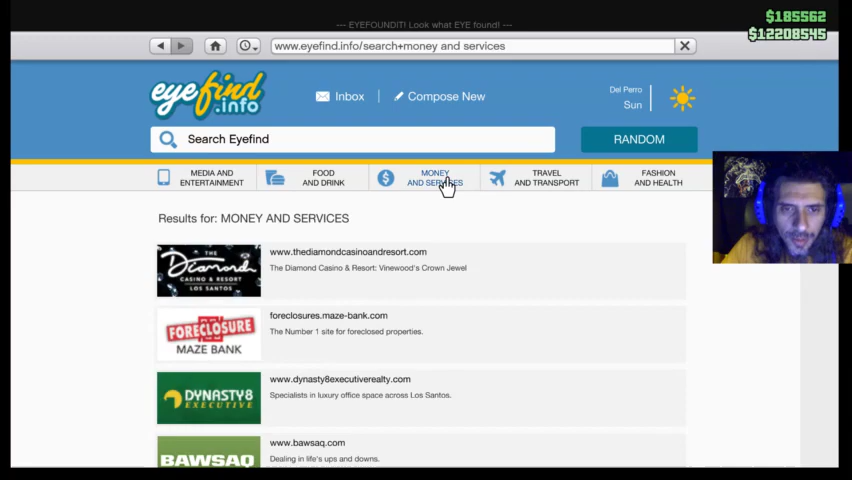 --- EYEFOUNDIT! Look what EYE found! ---
$185562
$12208545
www.eyefind.info/search+money and services
eyefind
.info
Inbox
Compose New
Del Perro
Sun
Search Eyefind
RANDOM
MEDIA AND
ENTERTAINMENT
FOOD
AND DRINK
MONEY
AND SERVICES
TRAVEL
AND TRANSPORT
FASHION
AND HEALTH
Results for: MONEY AND SERVICES
THE
Diamond
CASINO & RESORT
LOS SANTOS
www.thediamondcasinoandresort.com
The Diamond Casino & Resort: Vinewood's Crown Jewel
FORECLOSURE
MAZE BANK
foreclosures.maze-bank.com
The Number 1 site for foreclosed properties.
DYNASTY8
EXECUTIVE
www.dynasty8executiverealty.com
Specialists in luxury office space across Los Santos.
BAWSAQ
www.bawsaq.com
Dealing in life's ups and downs.